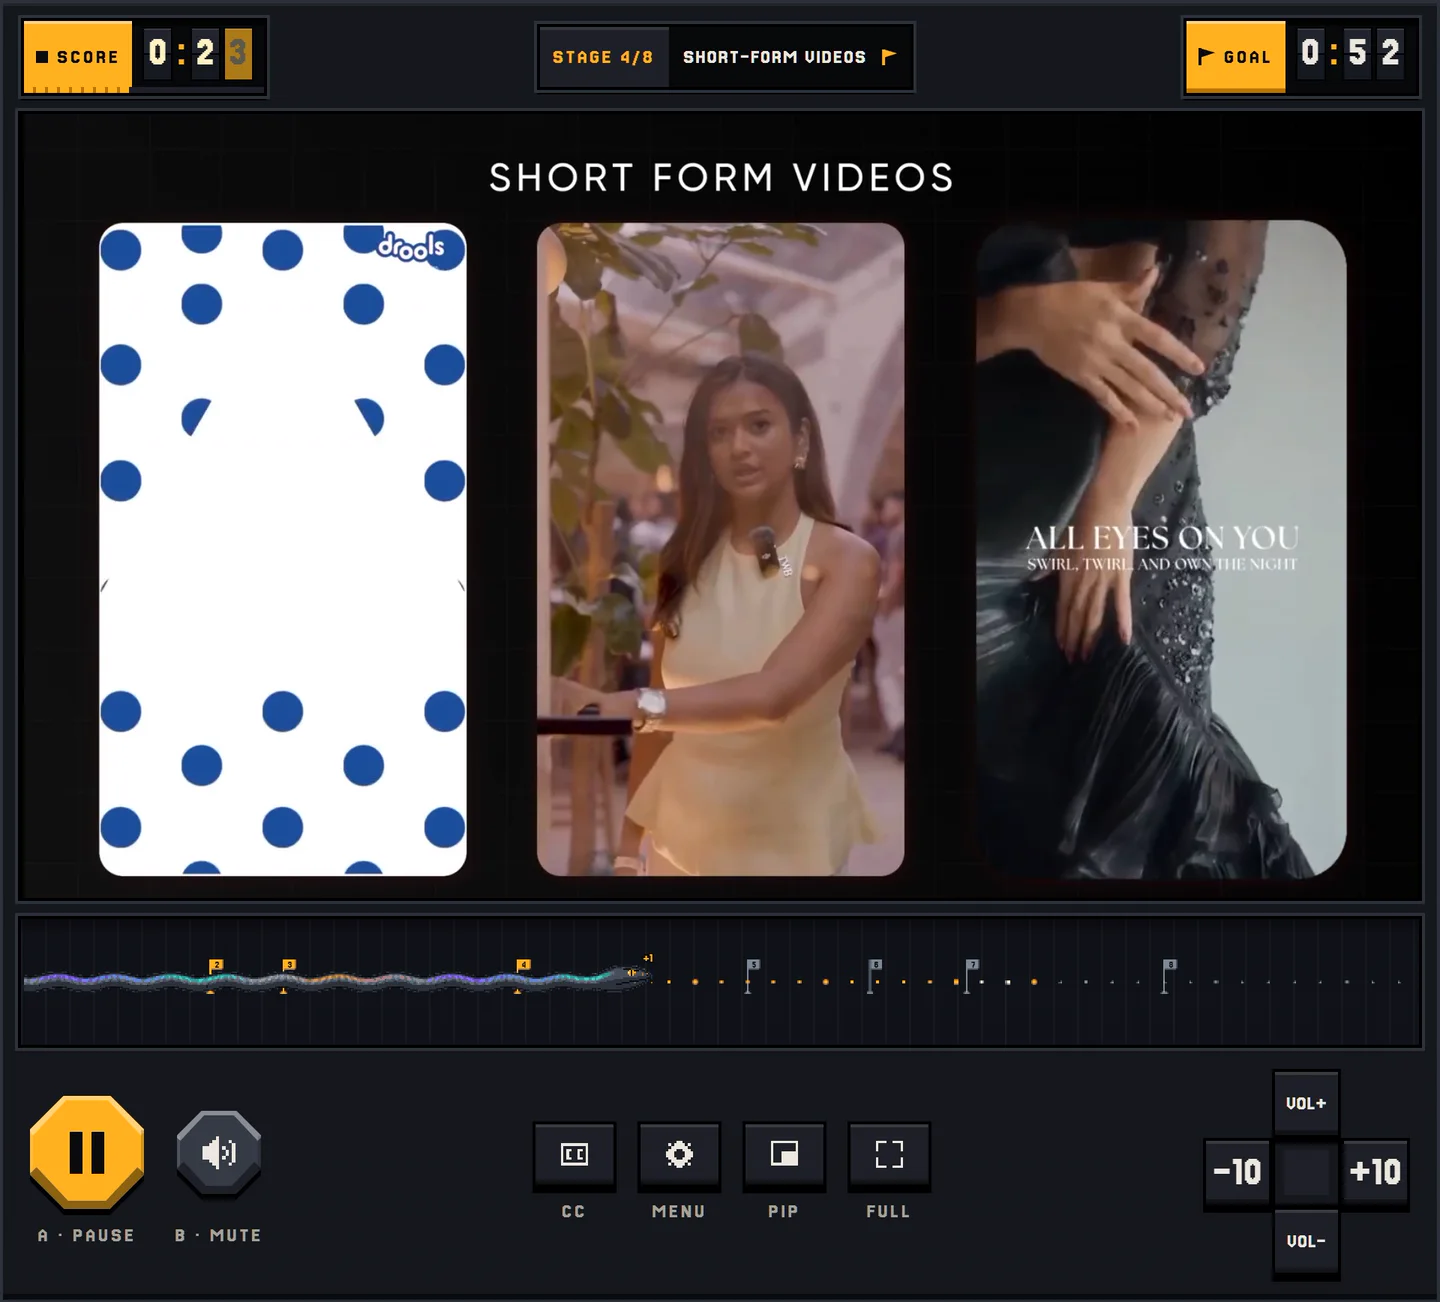 SCORE 0:23
STAGE 4/8 SHORT-FORM VIDEOS
GOAL 0:52
SHORT FORM VIDEOS
drools
ALL EYES ON YOU
SWIRL, TWIRL, AND OWN THE NIGHT
2 3 4 +1 5 6 7 8
A · PAUSE
B · MUTE
CC
CC
MENU
PIP
FULL
VOL+
-10
+10
VOL-